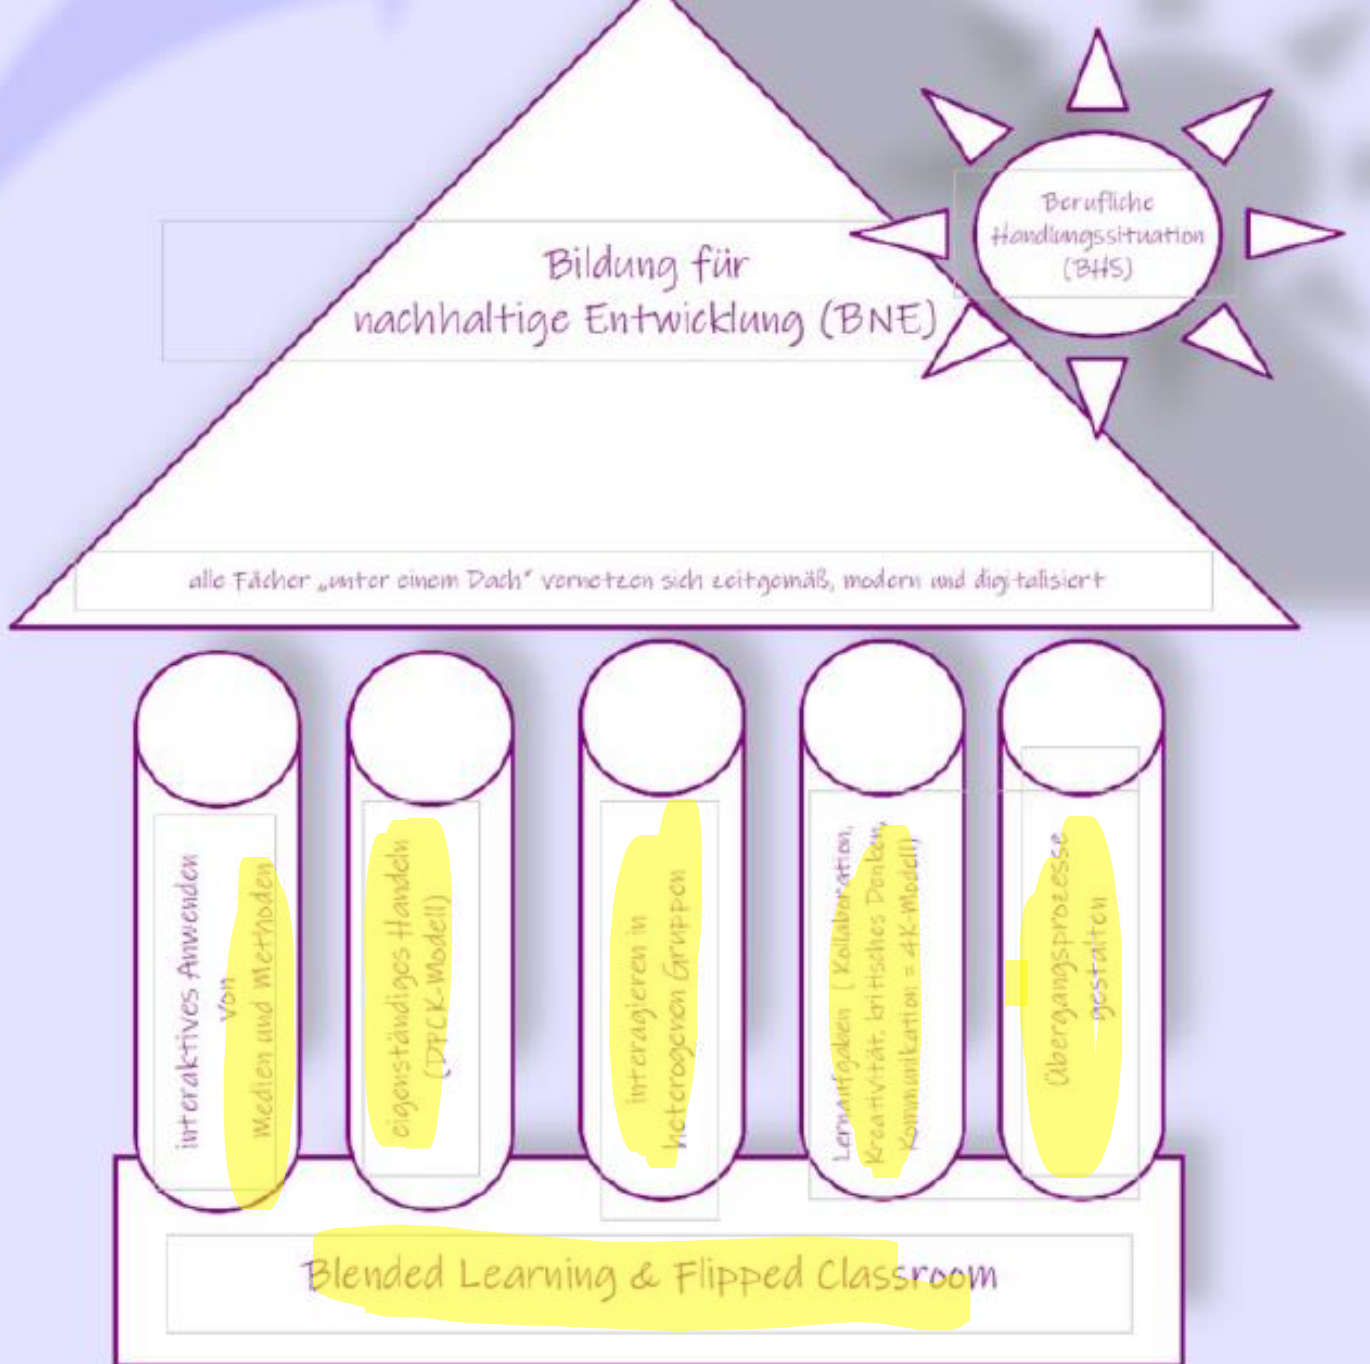 Bildung für
nachhaltige Entwicklung (BNE)
Berufliche
Handlungssituation
(BHS)
alle Fächer „unter einem Dach“ vernetzen sich zeitgemäß, modern und digitalisiert
interaktives Anwenden
von
Medien und Methoden
eigenständiges Handeln
(DPCK-Modell)
interagieren in
heterogenen Gruppen
Lernaufgaben ( Kollaboration,
Kreativität, kritisches Denken,
Kommunikation = 4K-Modell)
Übergangsprozesse
gestalten
Blended Learning & Flipped Classroom